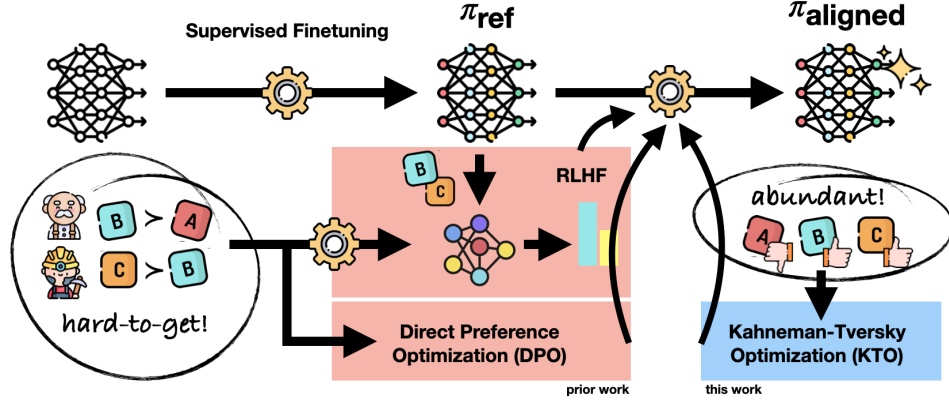 Supervised Finetuning
πref
πaligned
B
C
RLHF
B ≻ A
C ≻ B
hard-to-get!
abundant!
A
B
C
Direct Preference
Optimization (DPO)
Kahneman-Tversky
Optimization (KTO)
prior work
this work